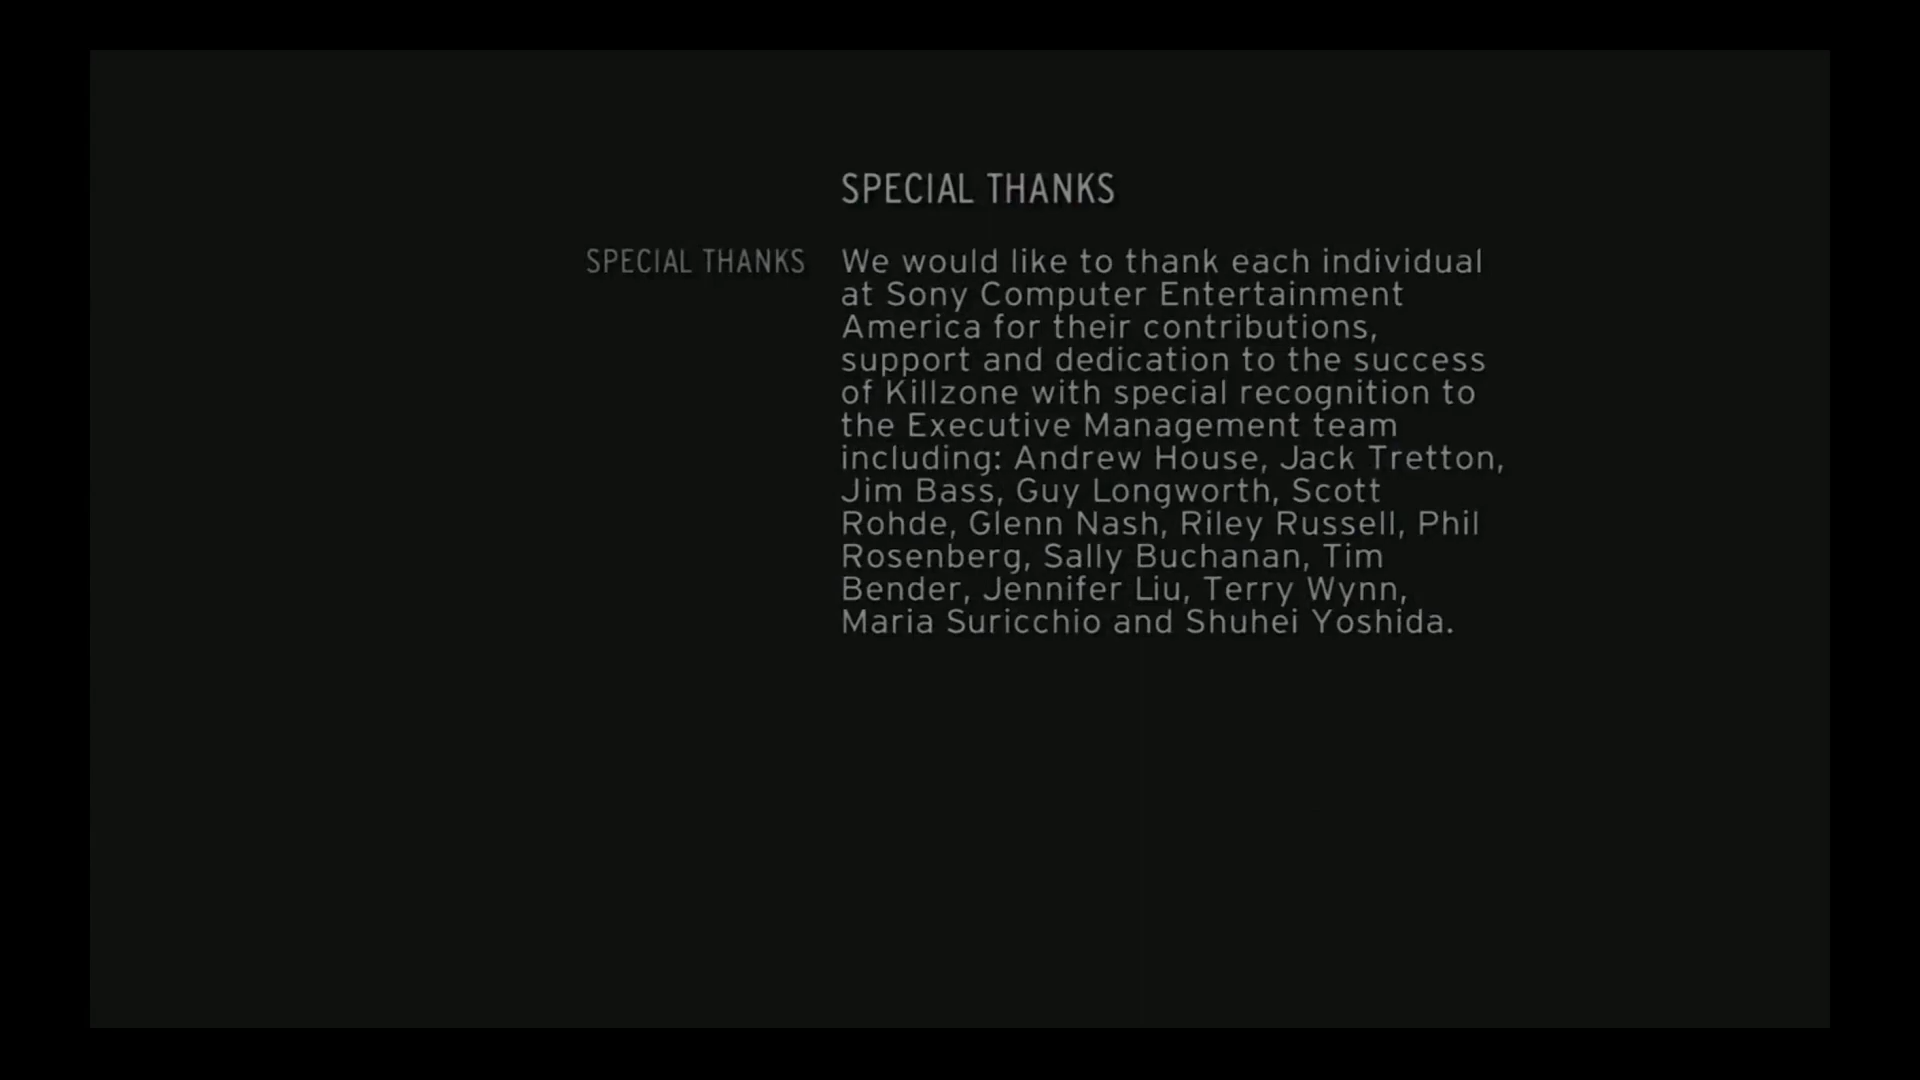 SPECIAL THANKS
SPECIAL THANKS We would like to thank each individual
at Sony Computer Entertainment
America for their contributions,
support and dedication to the success
of Killzone with special recognition to
the Executive Management team
including: Andrew House, Jack Tretton,
Jim Bass, Guy Longworth, Scott
Rohde, Glenn Nash, Riley Russell, Phil
Rosenberg, Sally Buchanan, Tim
Bender, Jennifer Liu, Terry Wynn,
Maria Suricchio and Shuhei Yoshida.